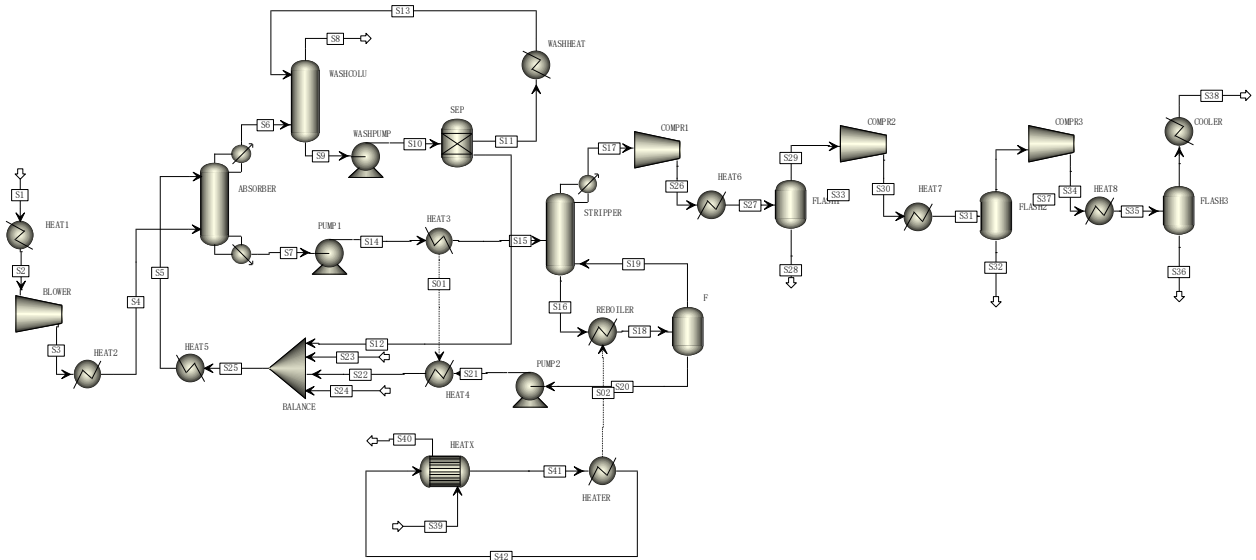 S13
S8
WASHHEAT
WASHCOLU
SEP
S6
WASHPUMP
S10
S11
S9
COMPR1
S17
S26
HEAT6
S27
S28
COMPR2
S29
S33
S30
HEAT7
S31
S32
COMPR3
S37
S34
HEAT8
S35
S36
FLASH3
COOLER
S38
S1
HEAT1
S2
BLOWER
S3
HEAT2
S4
S5
ABSORBER
S7
PUMP1
S14
HEAT3
S15
STRIPPER
S01
S19
S16
REBOILER
S18
F
HEAT5
S25
BALANCE
S12
S23
S22
S24
HEAT4
S21
PUMP2
S20
S02
S40
HEATX
S41
HEATER
S39
S42